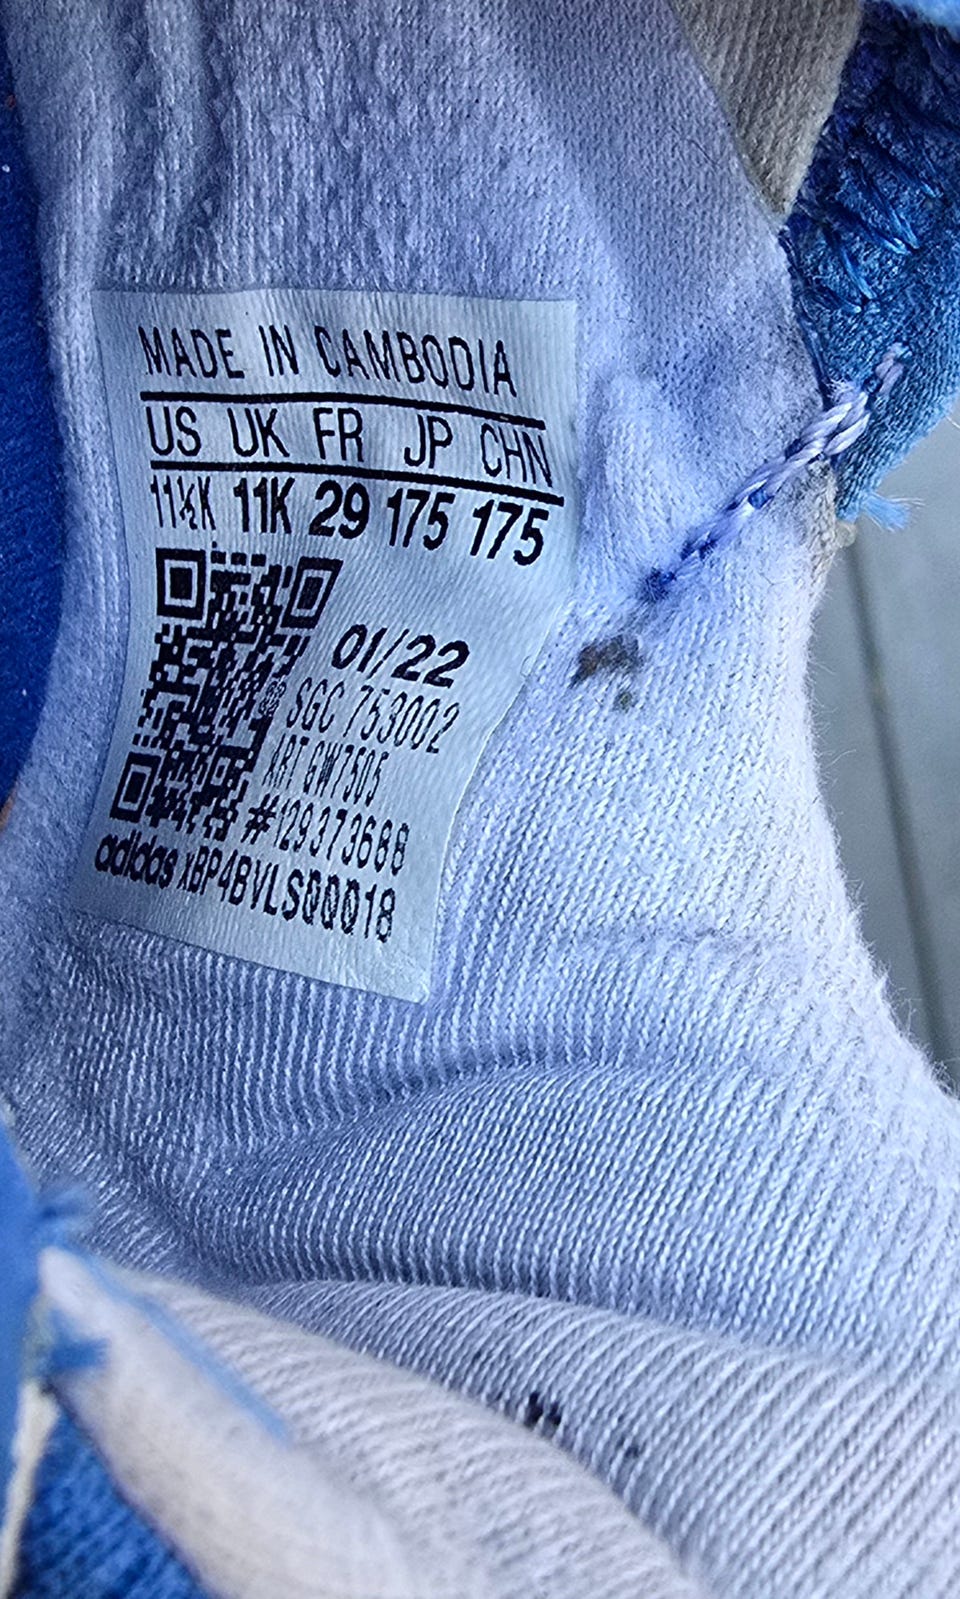 MADE IN CAMBODIA
US UK FR JP CHN
11½K 11K 29 175 175
01/22
SGC 753002
ART GW7505
#129373688
adidas xBP4BVLS00018